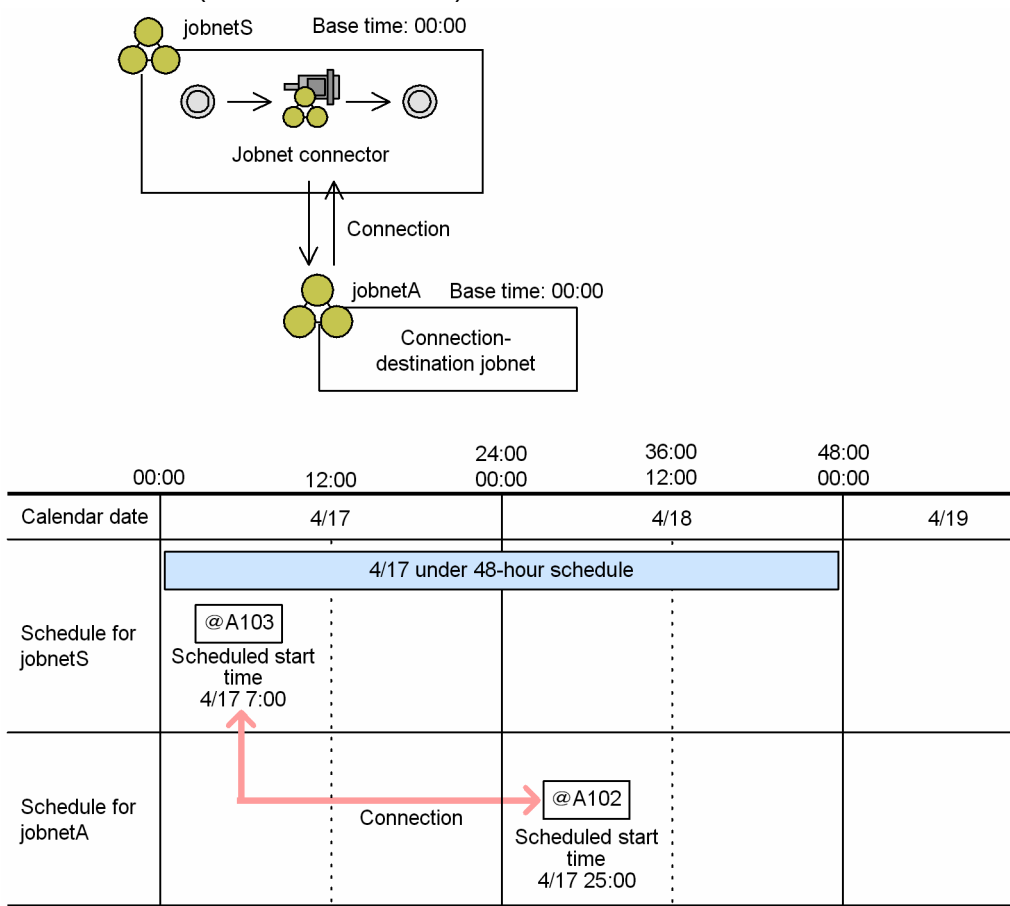 jobnetS Base time: 00:00
Jobnet connector
Connection
jobnetA Base time: 00:00
Connection-
destination jobnet
24:00 36:00 48:00
00:00 12:00 00:00 12:00 00:00
Calendar date 4/17 4/18 4/19
4/17 under 48-hour schedule
Schedule for
jobnetS
@A103
Scheduled start
time
4/17 7:00
Schedule for
jobnetA
Connection
@A102
Scheduled start
time
4/17 25:00